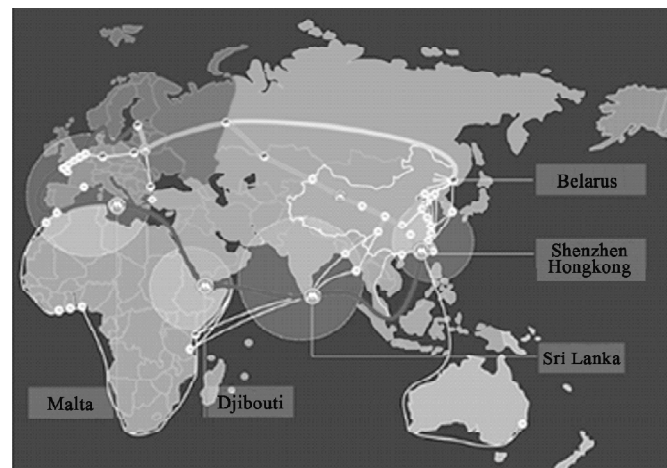 Belarus
Shenzhen
Hongkong
Sri Lanka
Malta
Djibouti